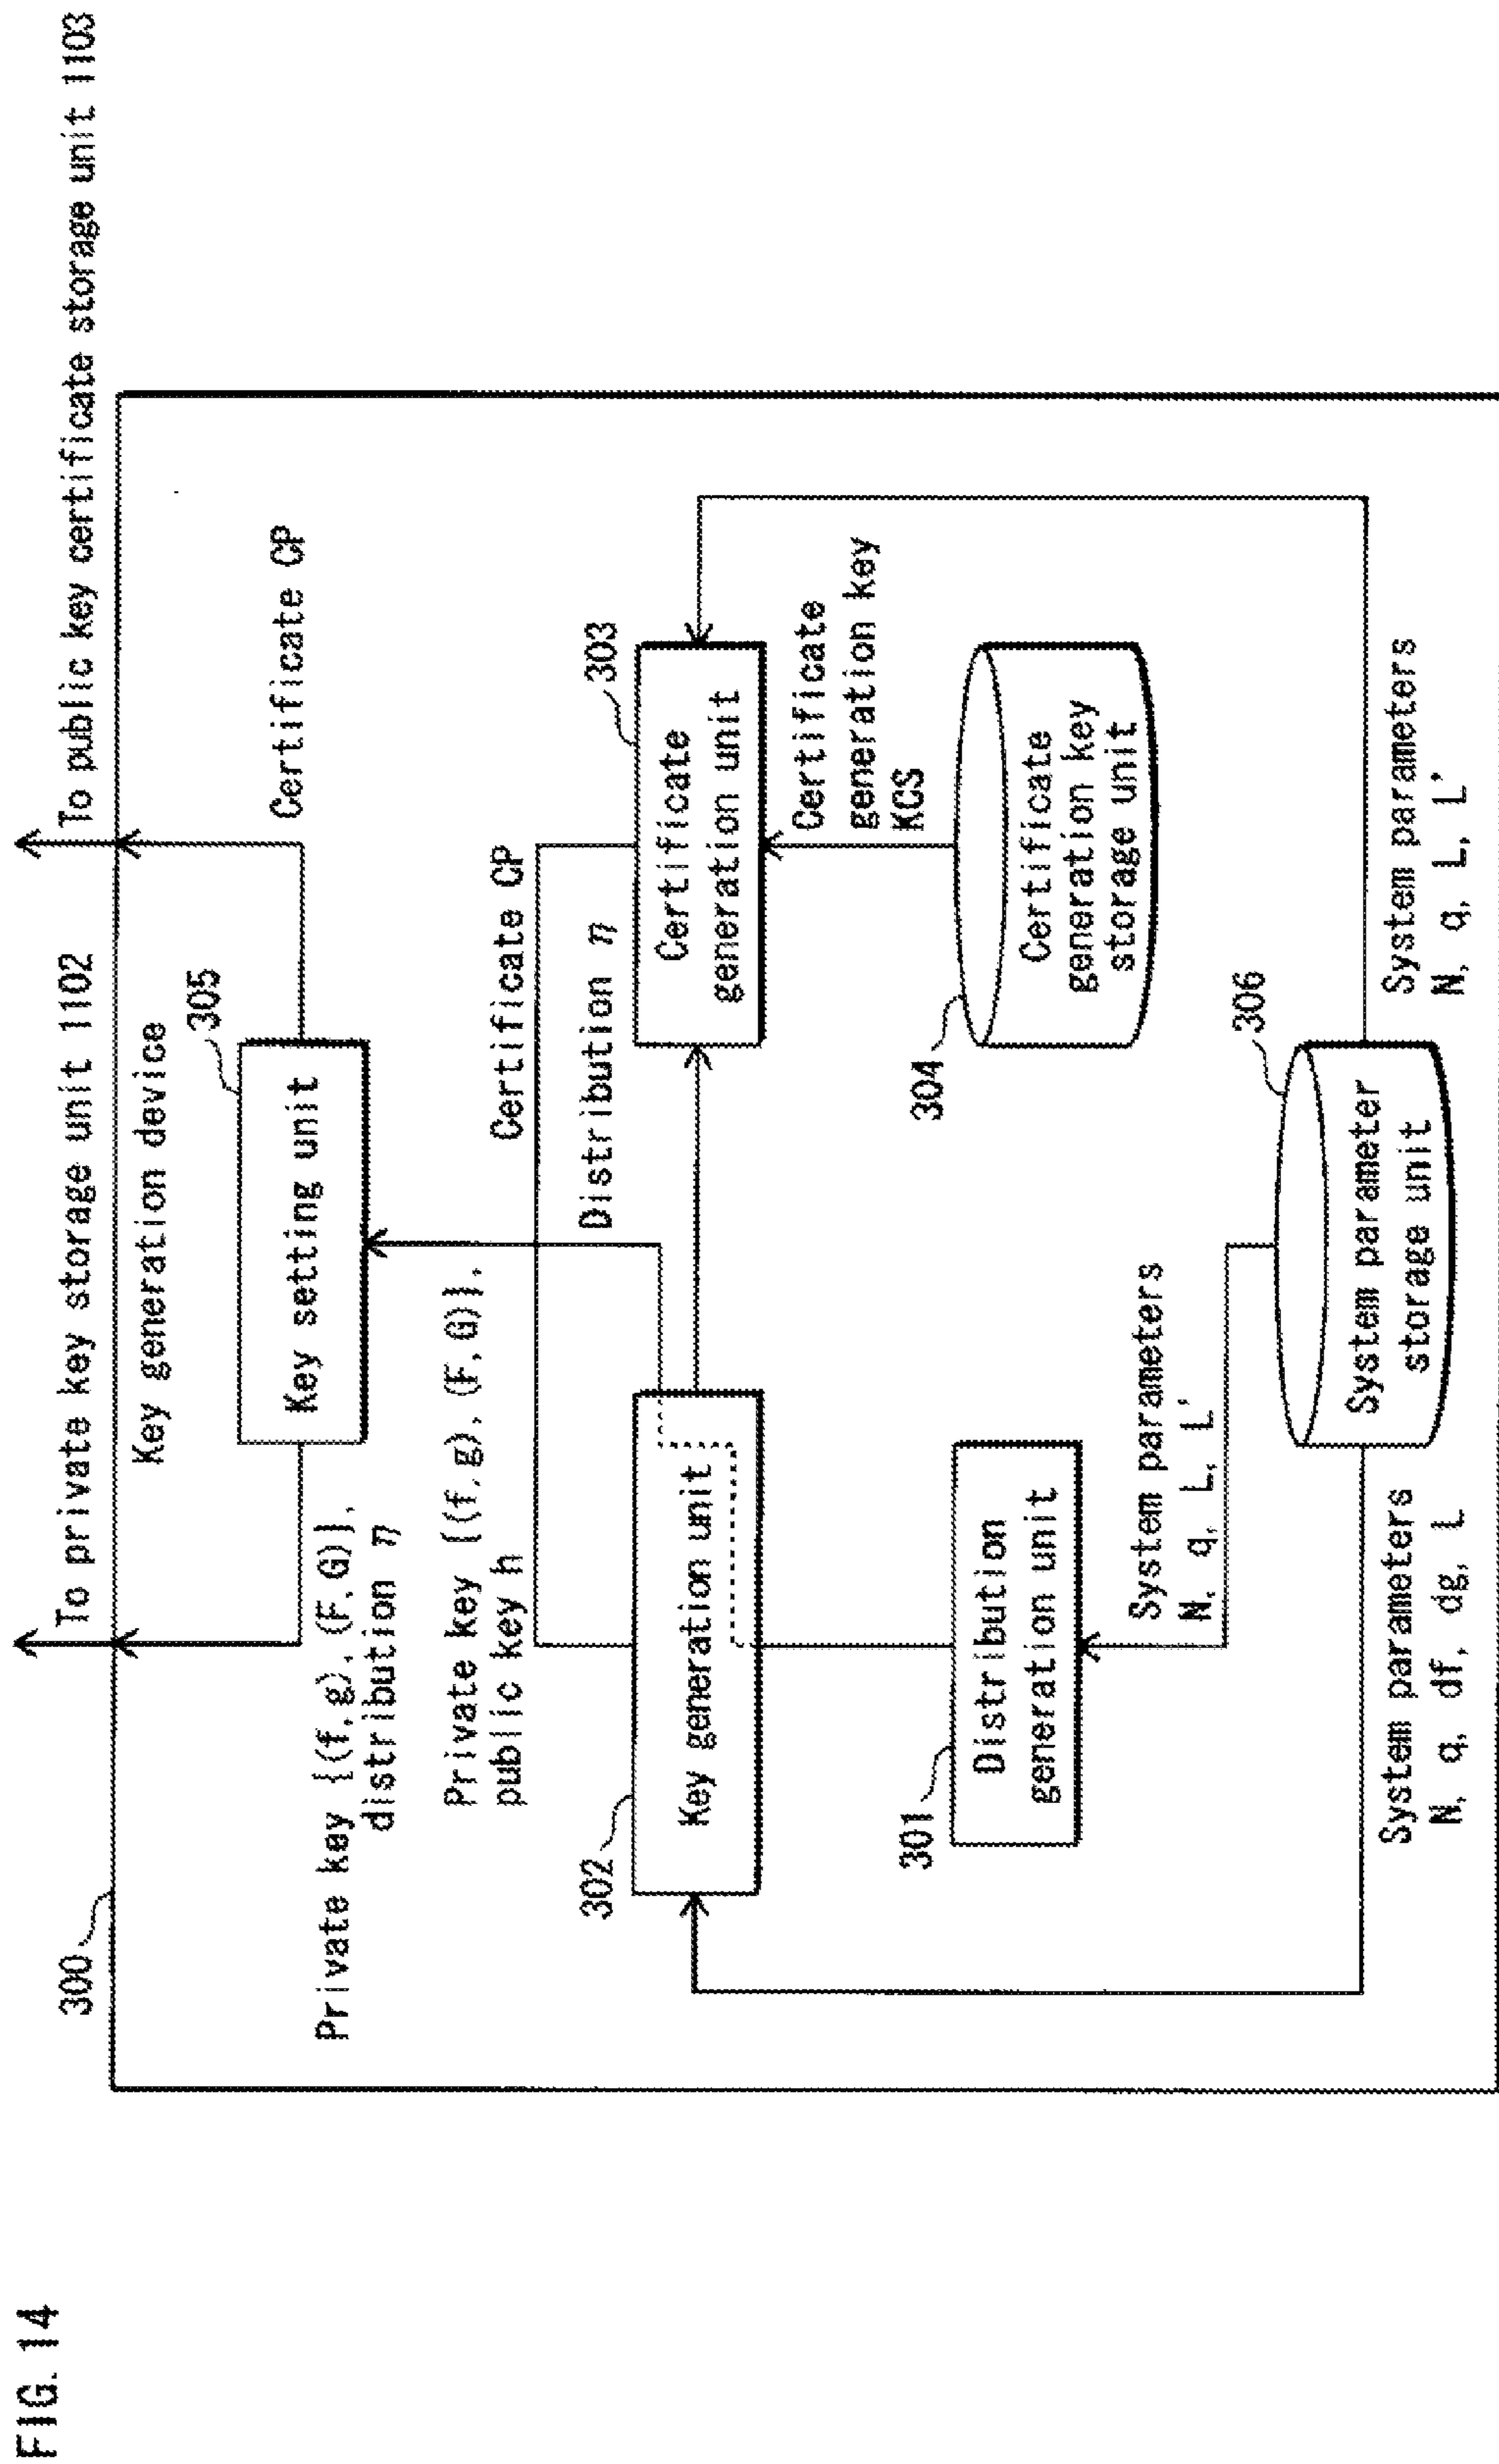 FIG. 14
To private key storage unit 1102
To public key certificate storage unit 1103
300
Key generation device
305
Key setting unit
Private key {(f,g),(F,G)},
distribution η
Certificate CP
Private key {(f,g),(F,G)},
public key h
Certificate CP
Distribution η
302
Key generation unit
303
Certificate
generation unit
Certificate
generation key
KCS
301
Distribution
generation unit
304
Certificate
generation key
storage unit
System parameters
N, q, L, L'
306
System parameter
storage unit
System parameters
N, q, df, dg, L
System parameters
N, q, L, L'